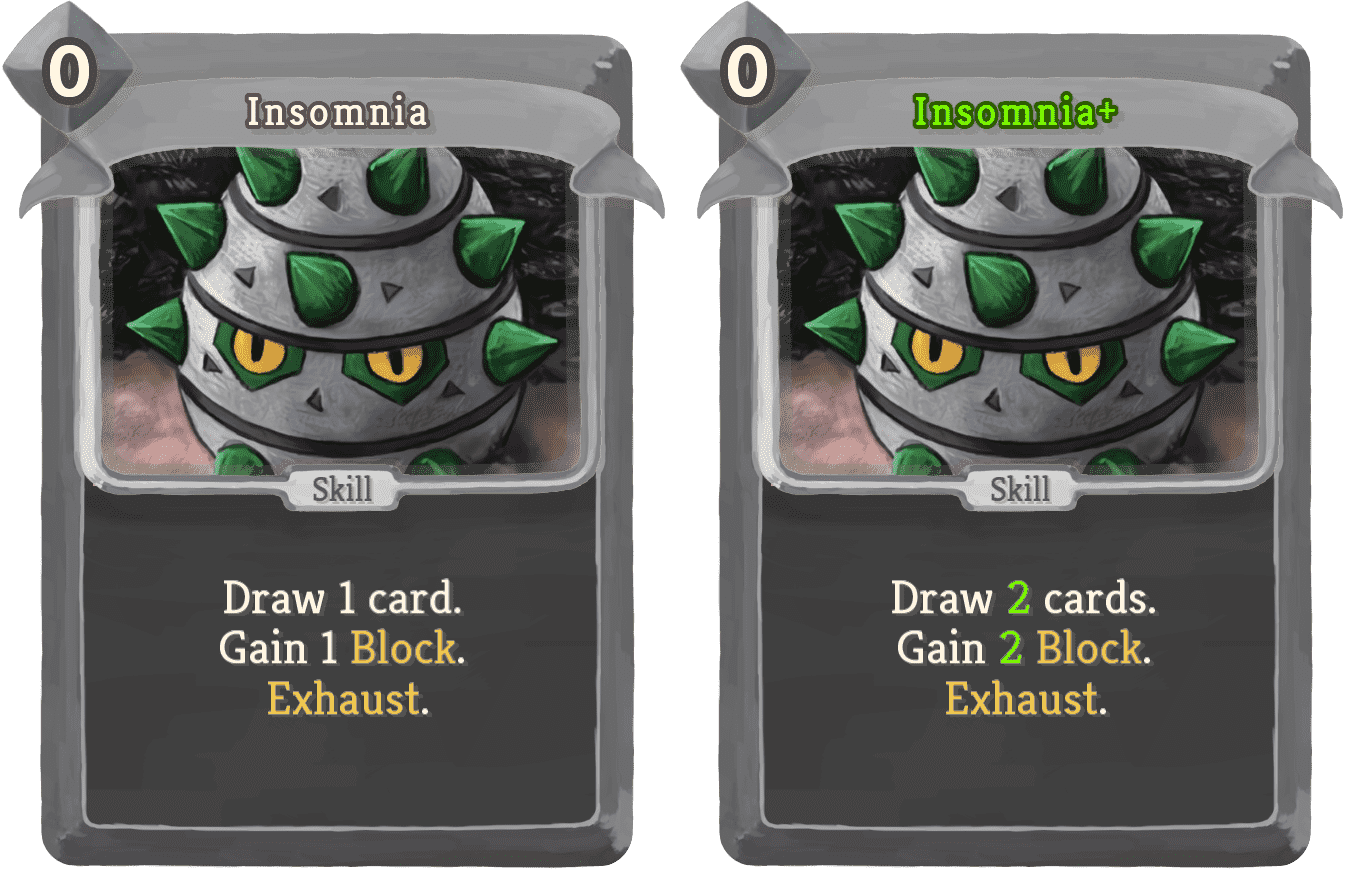 0
Insomnia
Skill
Draw 1 card.
Gain 1 Block.
Exhaust.
0
Insomnia+
Skill
Draw 2 cards.
Gain 2 Block.
Exhaust.